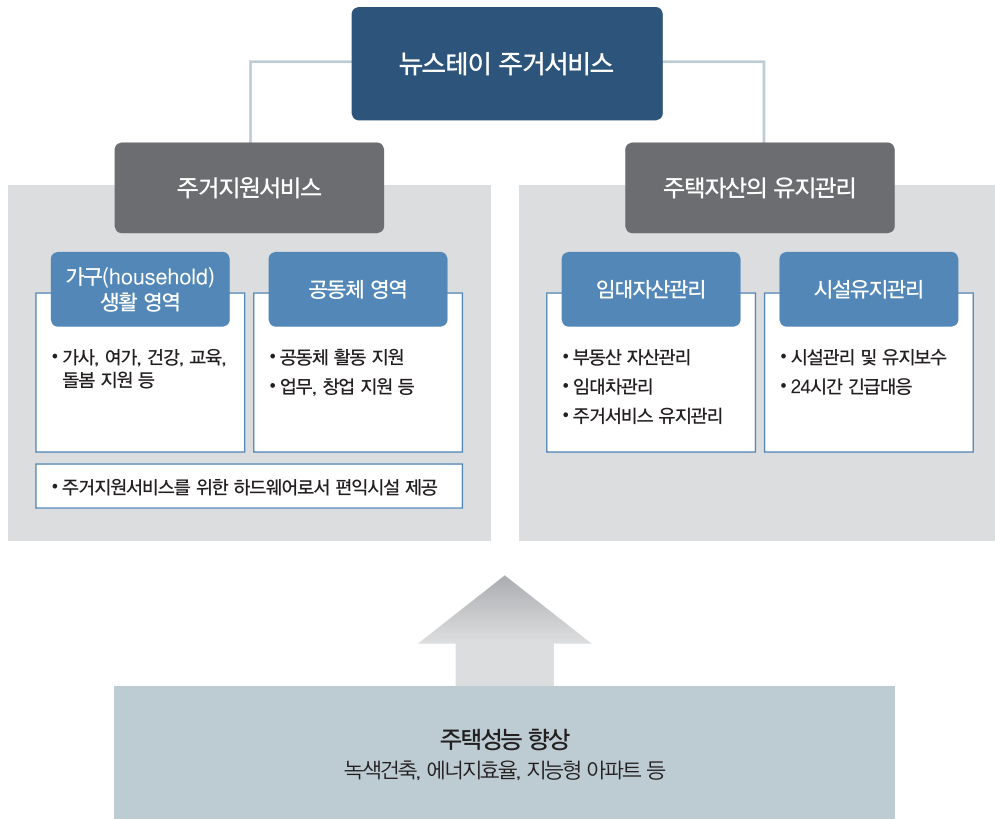 뉴스테이 주거서비스
주거지원서비스
가구(household)
생활 영역
• 가사, 여가, 건강, 교육,
돌봄 지원 등
공동체 영역
• 공동체 활동 지원
• 업무, 창업 지원 등
• 주거지원서비스를 위한 하드웨어로서 편익시설 제공
주택자산의 유지관리
임대자산관리
• 부동산 자산관리
• 임대차관리
• 주거서비스 유지관리
시설유지관리
• 시설관리 및 유지보수
• 24시간 긴급대응
주택성능 향상
녹색건축, 에너지효율, 지능형 아파트 등